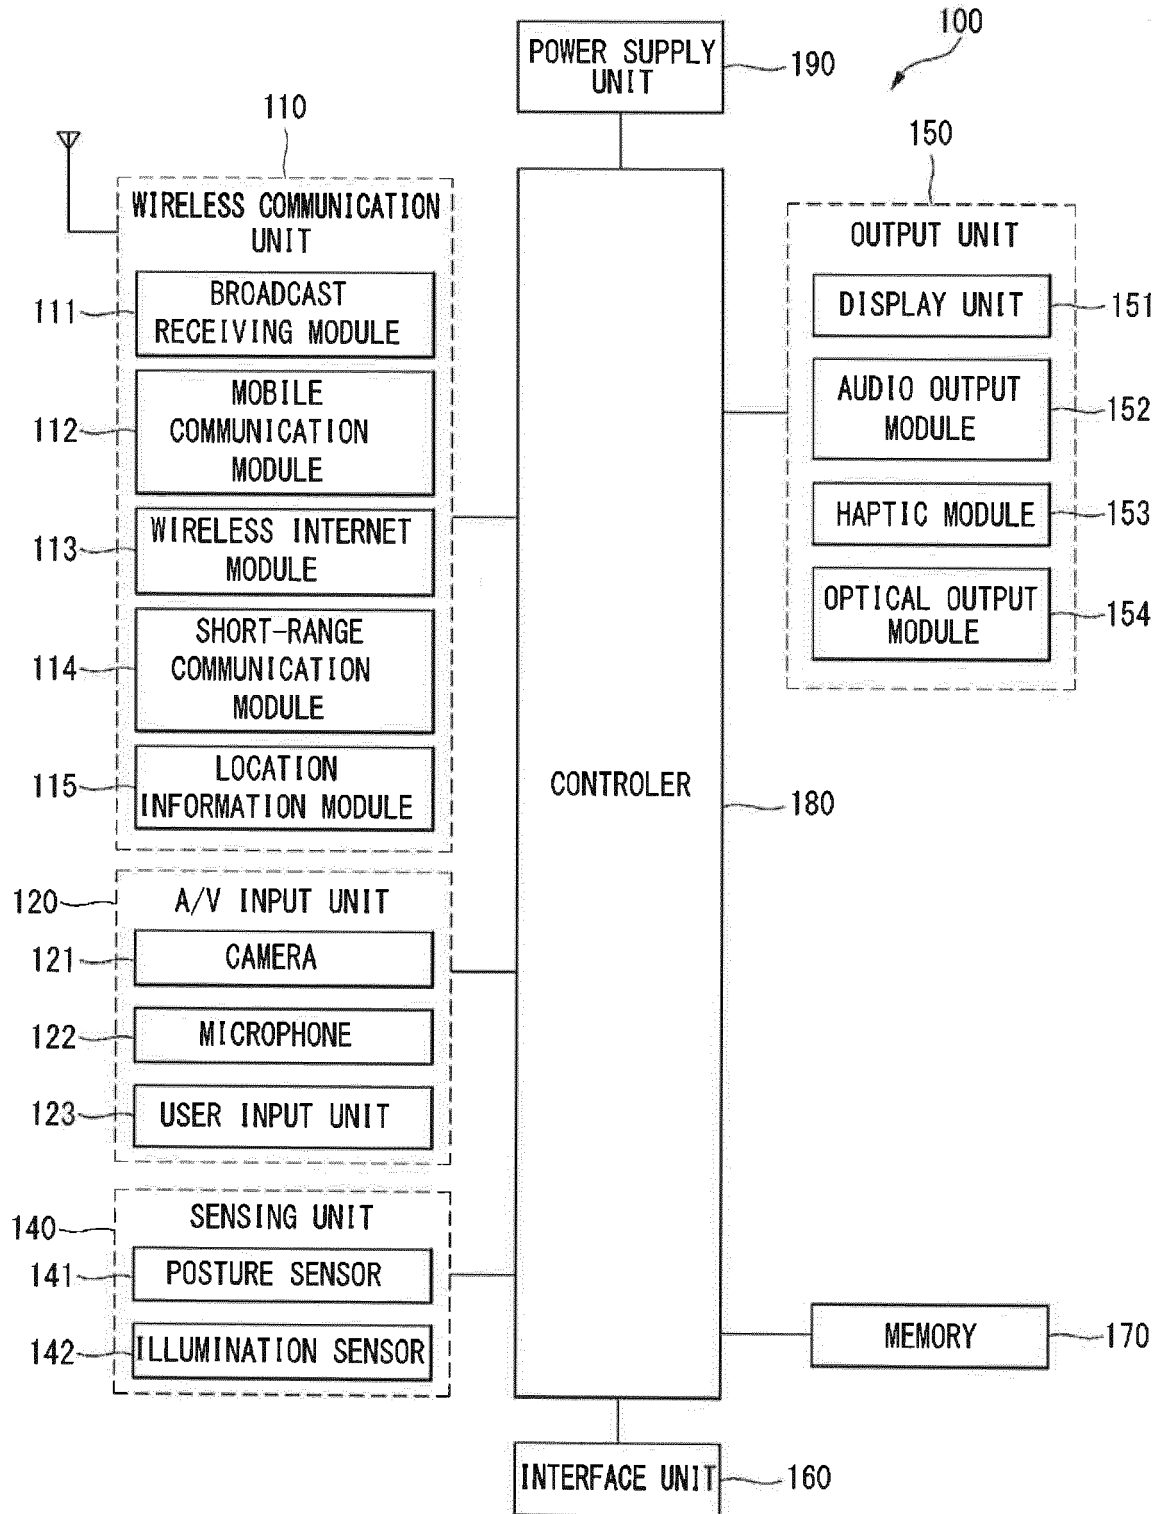 100
POWER SUPPLY
UNIT
190
110
150
WIRELESS COMMUNICATION
UNIT
111
BROADCAST
RECEIVING MODULE
112
MOBILE
COMMUNICATION
MODULE
113
WIRELESS INTERNET
MODULE
114
SHORT-RANGE
COMMUNICATION
MODULE
115
LOCATION
INFORMATION MODULE
120
A/V INPUT UNIT
121
CAMERA
122
MICROPHONE
123
USER INPUT UNIT
140
SENSING UNIT
141
POSTURE SENSOR
142
ILLUMINATION SENSOR
CONTROLER
180
OUTPUT UNIT
DISPLAY UNIT
151
AUDIO OUTPUT
MODULE
152
HAPTIC MODULE
153
OPTICAL OUTPUT
MODULE
154
MEMORY
170
INTERFACE UNIT
160